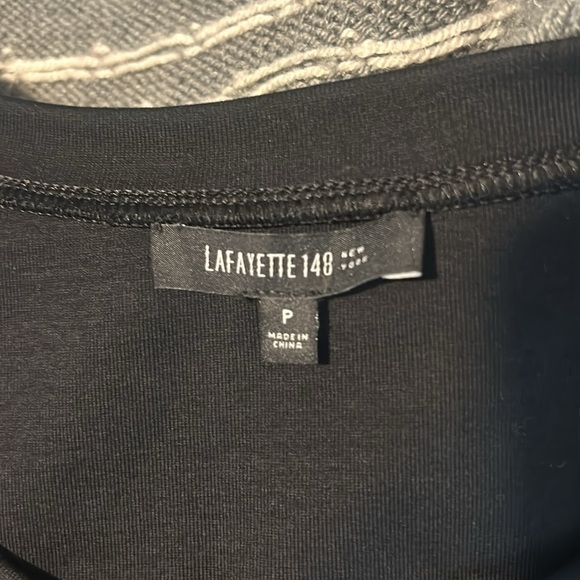 LAFAYETTE 148 NEW YORK
P
MADE IN
CHINA